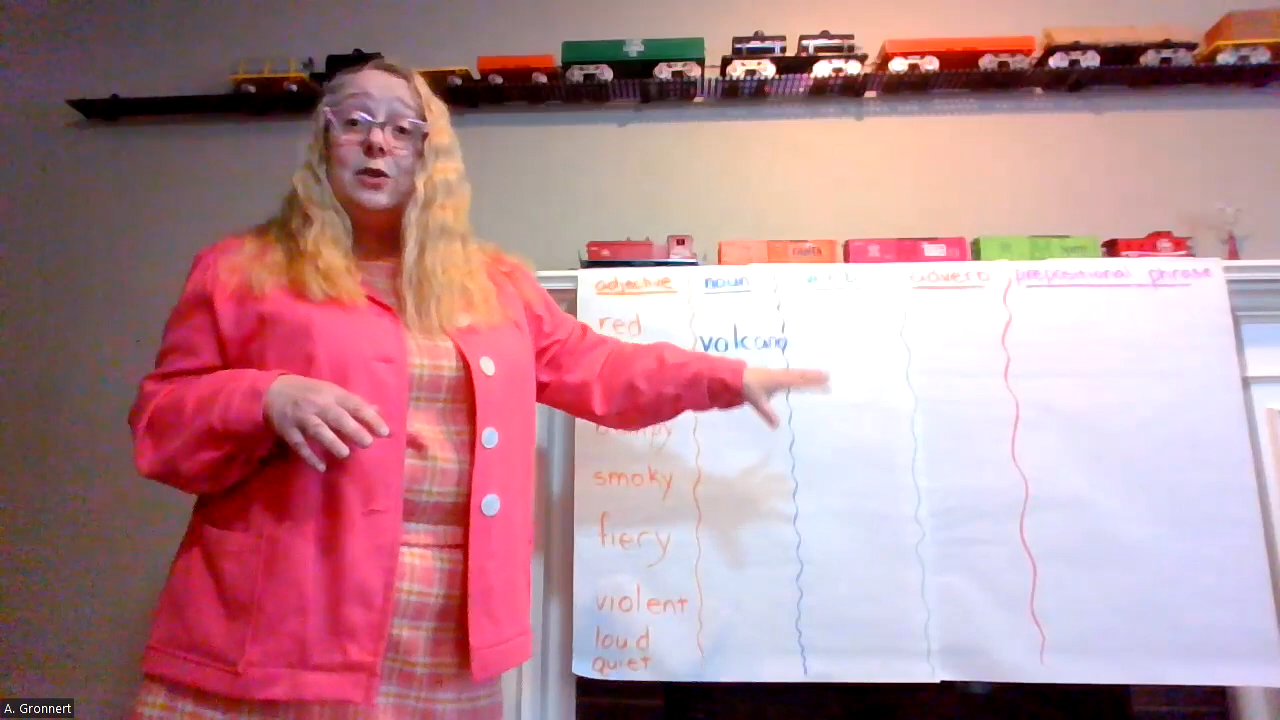 adjective noun adverb prepositional phrase
red
volcano
smoky
fiery
violent
loud
quiet
A. Gronnert